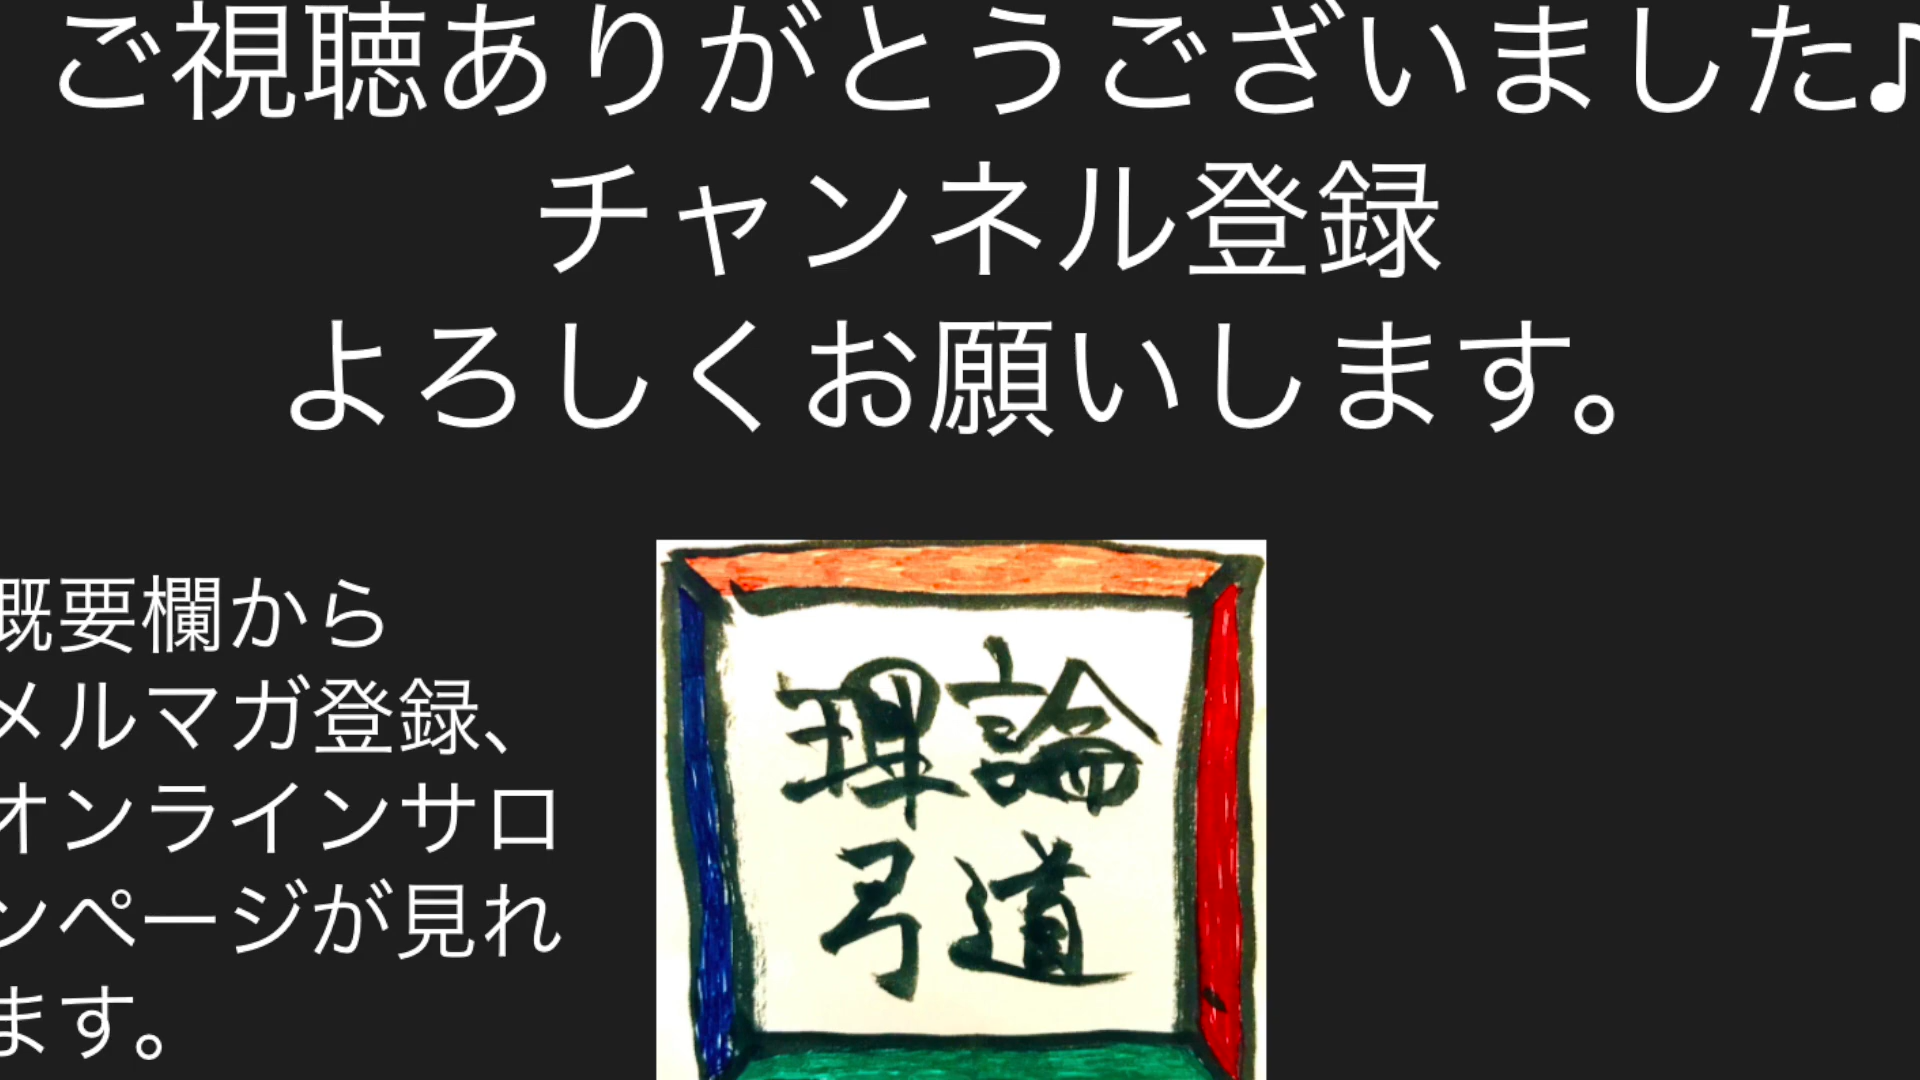 ご視聴ありがとうございました♪
チャンネル登録
よろしくお願いします。
概要欄から
メルマガ登録、
オンラインサロ
ンページが見れ
ます。
理論
弓道